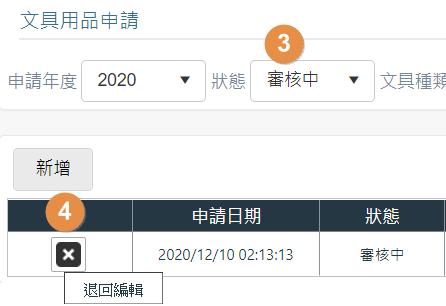 文具用品申請
3
申請年度 2020 狀態 審核中 文具種類
新增
4
申請日期 狀態
2020/12/10 02:13:13 審核中
退回編輯